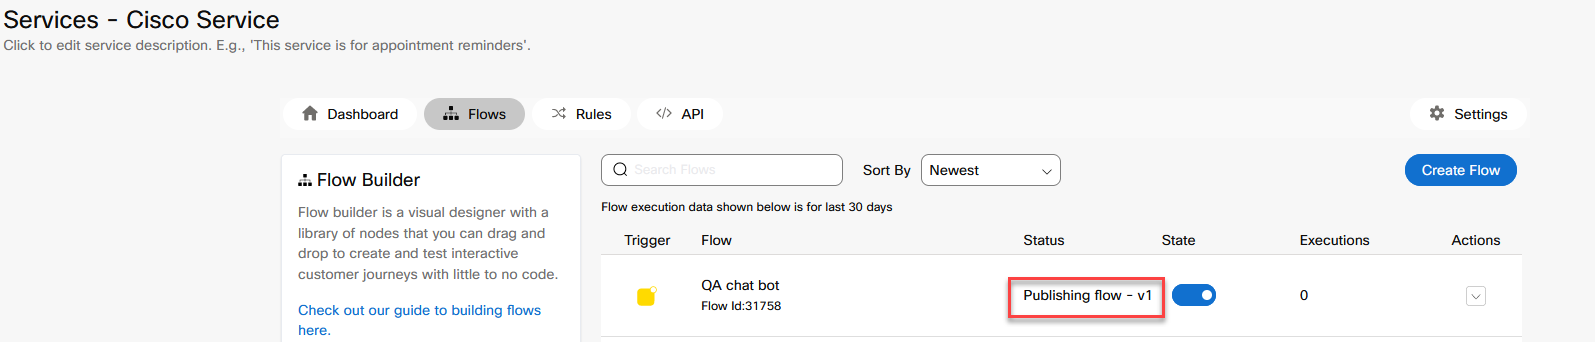 Services - Cisco Service
Click to edit service description. E.g., 'This service is for appointment reminders'.
Dashboard
Flows
Rules
</> API
Settings
Flow Builder
Flow builder is a visual designer with a
library of nodes that you can drag and
drop to create and test interactive
customer journeys with little to no code.
Check out our guide to building flows
here.
Search Flows
Sort By
Newest
Create Flow
Flow execution data shown below is for last 30 days
Trigger Flow Status State Executions Actions
QA chat bot
Flow Id:31758
Publishing flow - v1
0